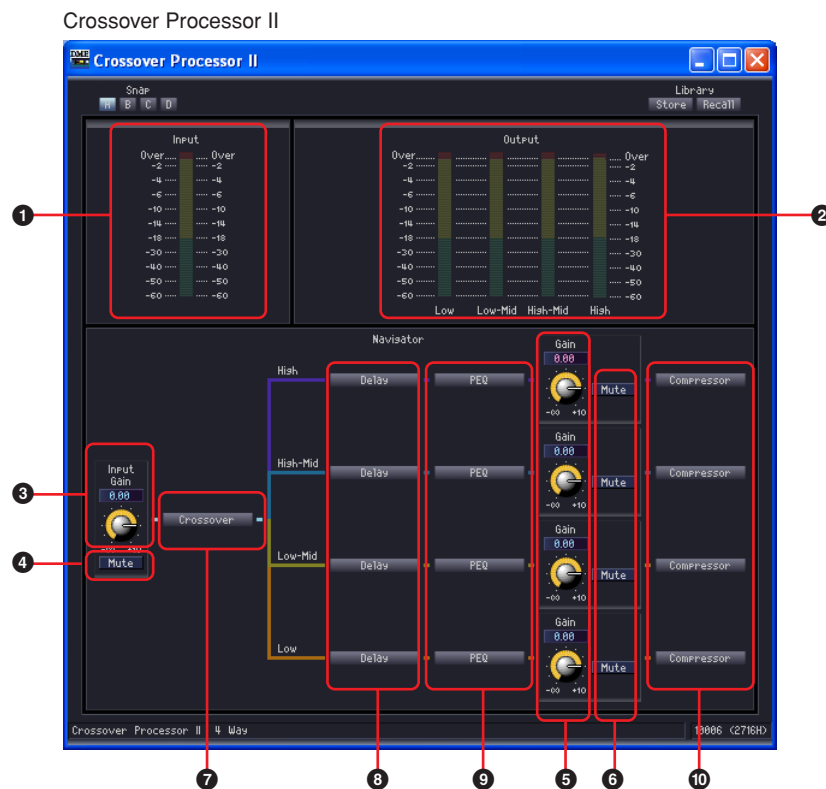 Crossover Processor II
DME Crossover Processor II
Snap
A B C D
Library
Store Recall
Input
Output
Over Over
-2 -2
-4 -4
-6 -6
-10 -10
-14 -14
-18 -18
-30 -30
-40 -40
-50 -50
-60 -60
Over Over
-2 -2
-4 -4
-6 -6
-10 -10
-14 -14
-18 -18
-30 -30
-40 -40
-50 -50
-60 -60
Low Low-Mid High-Mid High
1
2
Navigator
High
Delay
PEQ
Gain
0.00
-∞ +10
Mute
Compressor
High-Mid
Delay
PEQ
Gain
0.00
-∞ +10
Mute
Compressor
3
Input
Gain
0.00
-∞ +10
Crossover
4
Mute
Low-Mid
Delay
PEQ
Gain
0.00
-∞ +10
Mute
Compressor
Low
Delay
PEQ
Gain
0.00
-∞ +10
Mute
Compressor
Crossover Processor II 4 Way
10006 (2716H)
7 8 9 5 6 10